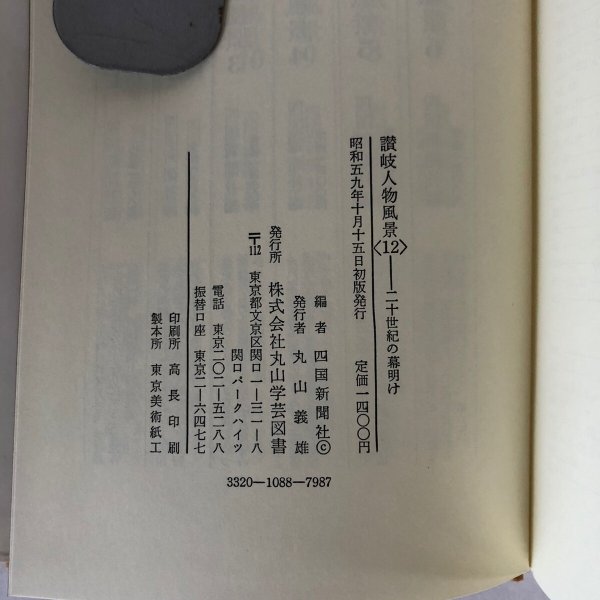 讃岐人物風景〈12〉――二十世紀の幕明け
昭和五九年十月十五日初版発行 定価一四〇〇円
編者 四国新聞社©
発行者 丸山義雄
発行所 株式会社丸山学芸図書
〒112 東京都文京区関口一―三一―八
関口パークハイツ
電話 東京二〇二―五二八八
振替口座 東京二―六四七七
印刷所 高長印刷
製本所 東京美術紙工
3320―1088―7987